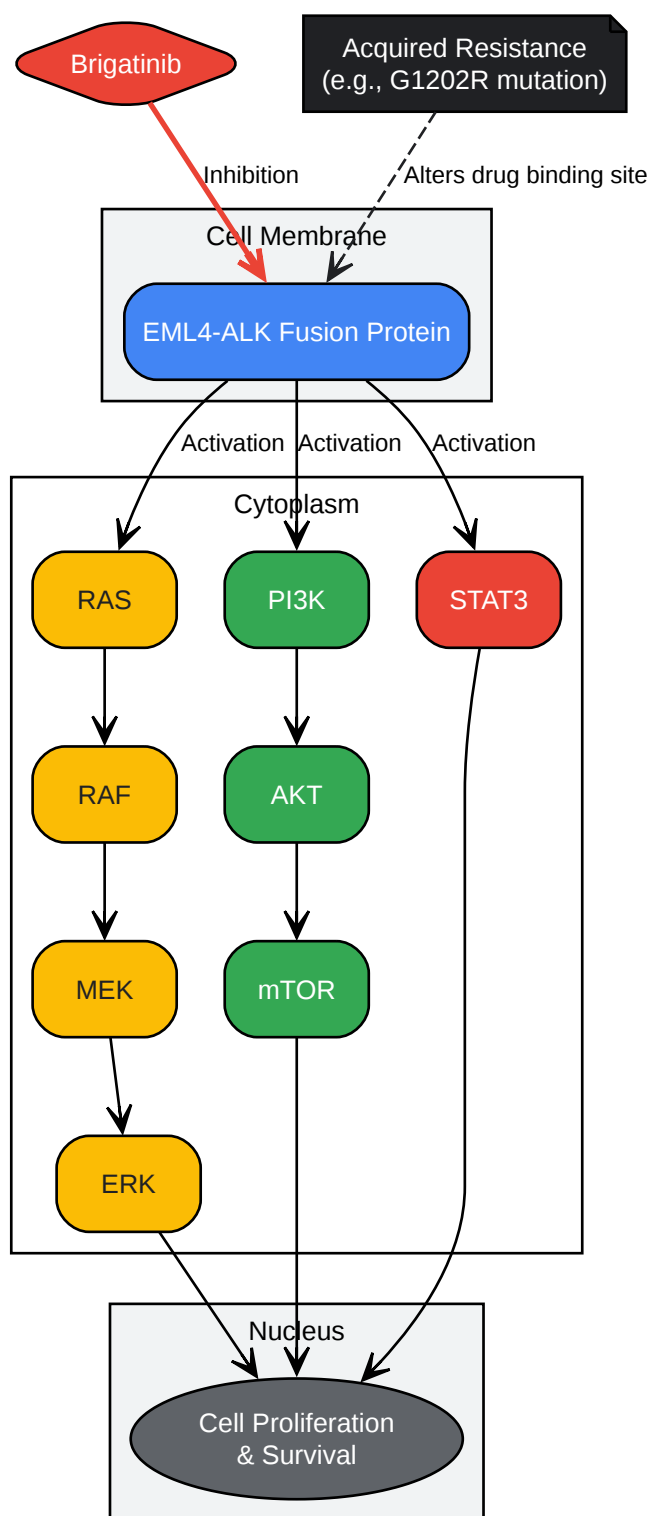 Brigatinib
Acquired Resistance
(e.g., G1202R mutation)
Inhibition
Alters drug binding site
Cell Membrane
EML4-ALK Fusion Protein
Activation
Activation
Activation
Cytoplasm
RAS
PI3K
STAT3
RAF
AKT
MEK
mTOR
ERK
Nucleus
Cell Proliferation
& Survival